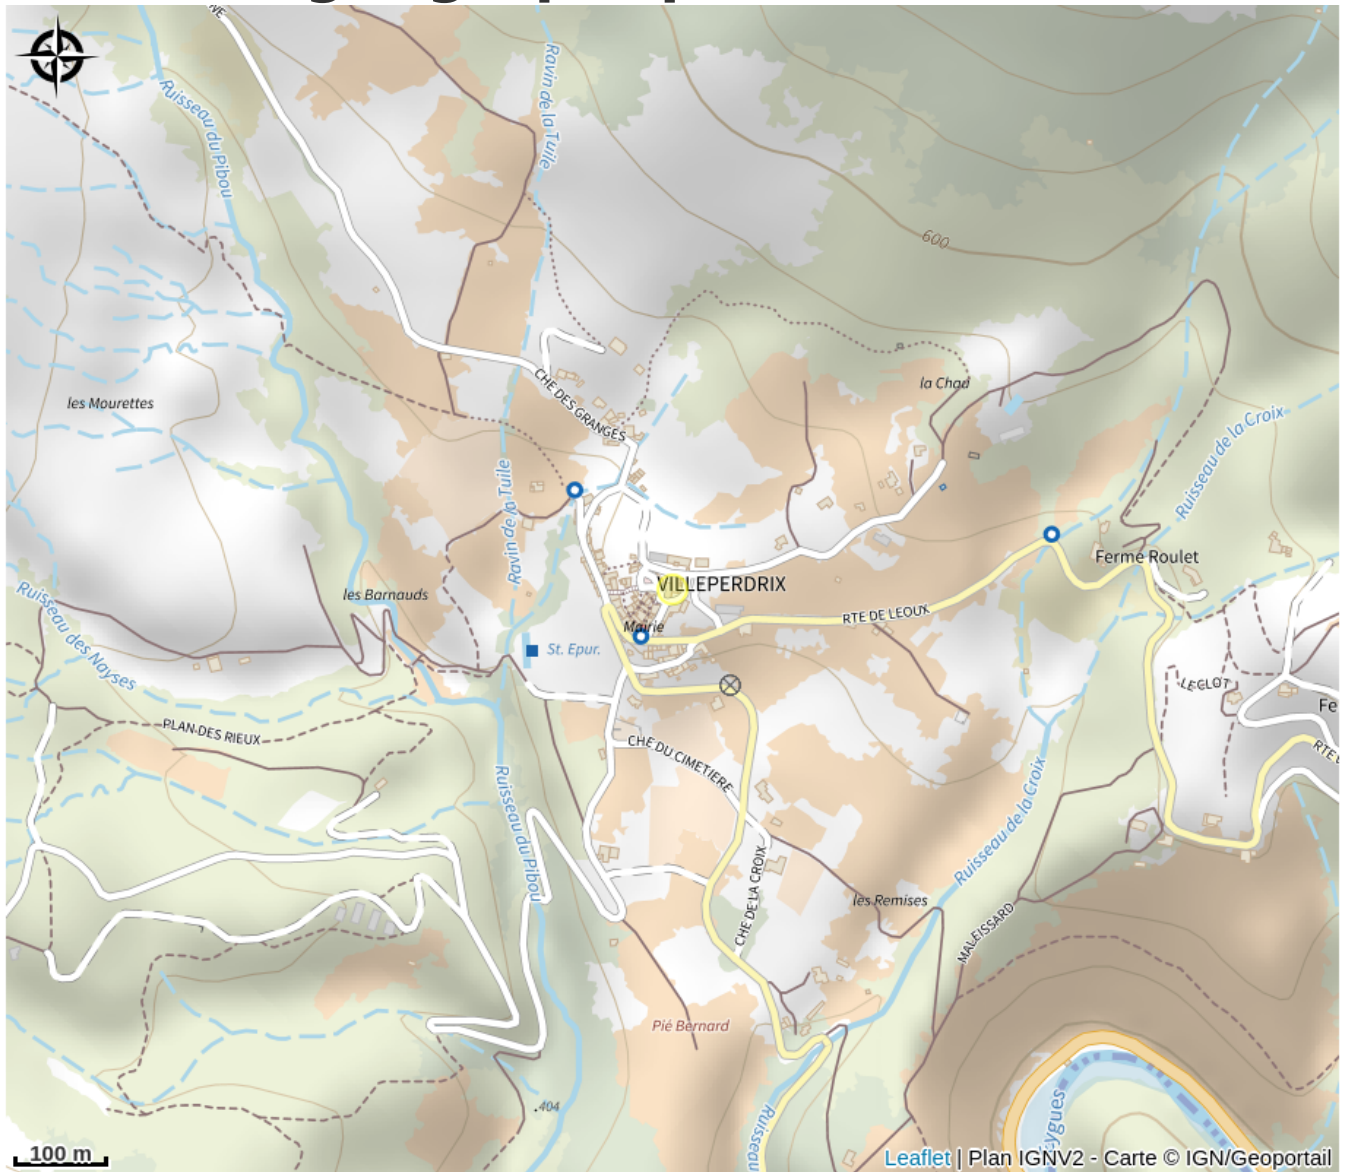 Ravin de la Tuile
Ruisseau du Pibou
600
les Mourettes
la Chad
CHE DES GRANGES
Ruisseau de la Croix
Ravin de la Tuile
Ferme Roulet
VILLEPERDRIX
les Barnauds
Ruisseau des Nayses
RTE DE LEOUX
Mairie
St. Epur.
LECLOT
Fe
PLAN DES RIEUX
CHE DU CIMETIERE
RTE
Ruisseau du Pibou
Ruisseau de la Croix
CHE DE LA CROIX
les Remises
MALEISSARD
Pié Bernard
.404
Ruisseau
ygues
100 m
Leaflet | Plan IGNV2 - Carte © IGN/Geoportail